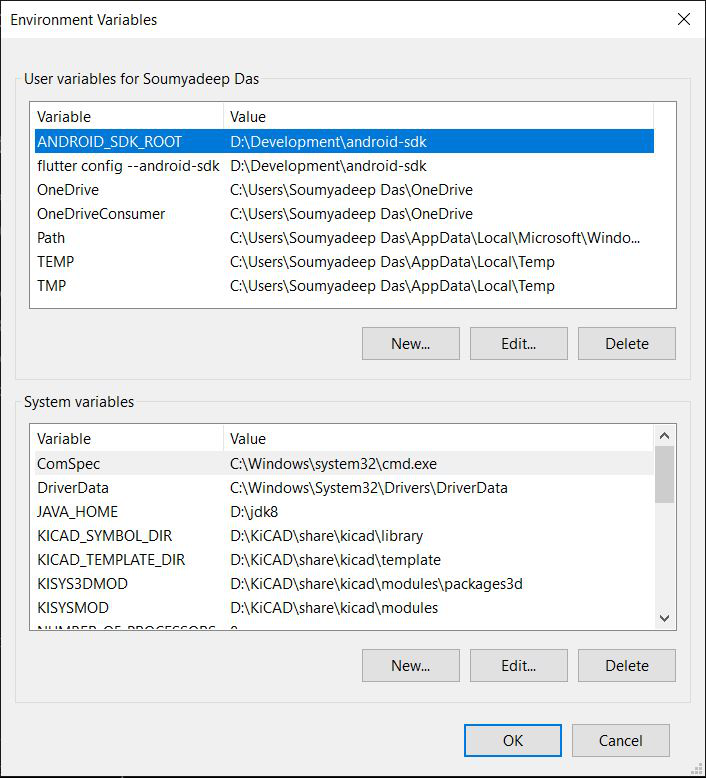 Environment Variables
User variables for Soumyadeep Das
Variable Value
ANDROID_SDK_ROOT D:\Development\android-sdk
flutter config --android-sdk D:\Development\android-sdk
OneDrive C:\Users\Soumyadeep Das\OneDrive
OneDriveConsumer C:\Users\Soumyadeep Das\OneDrive
Path C:\Users\Soumyadeep Das\AppData\Local\Microsoft\Windo...
TEMP C:\Users\Soumyadeep Das\AppData\Local\Temp
TMP C:\Users\Soumyadeep Das\AppData\Local\Temp
New... Edit... Delete
System variables
Variable Value
ComSpec C:\Windows\system32\cmd.exe
DriverData C:\Windows\System32\Drivers\DriverData
JAVA_HOME D:\jdk8
KICAD_SYMBOL_DIR D:\KiCAD\share\kicad\library
KICAD_TEMPLATE_DIR D:\KiCAD\share\kicad\template
KISYS3DMOD D:\KiCAD\share\kicad\modules\packages3d
KISYSMOD D:\KiCAD\share\kicad\modules
NUMBER_OF_PROCESSORS
New... Edit... Delete
OK Cancel